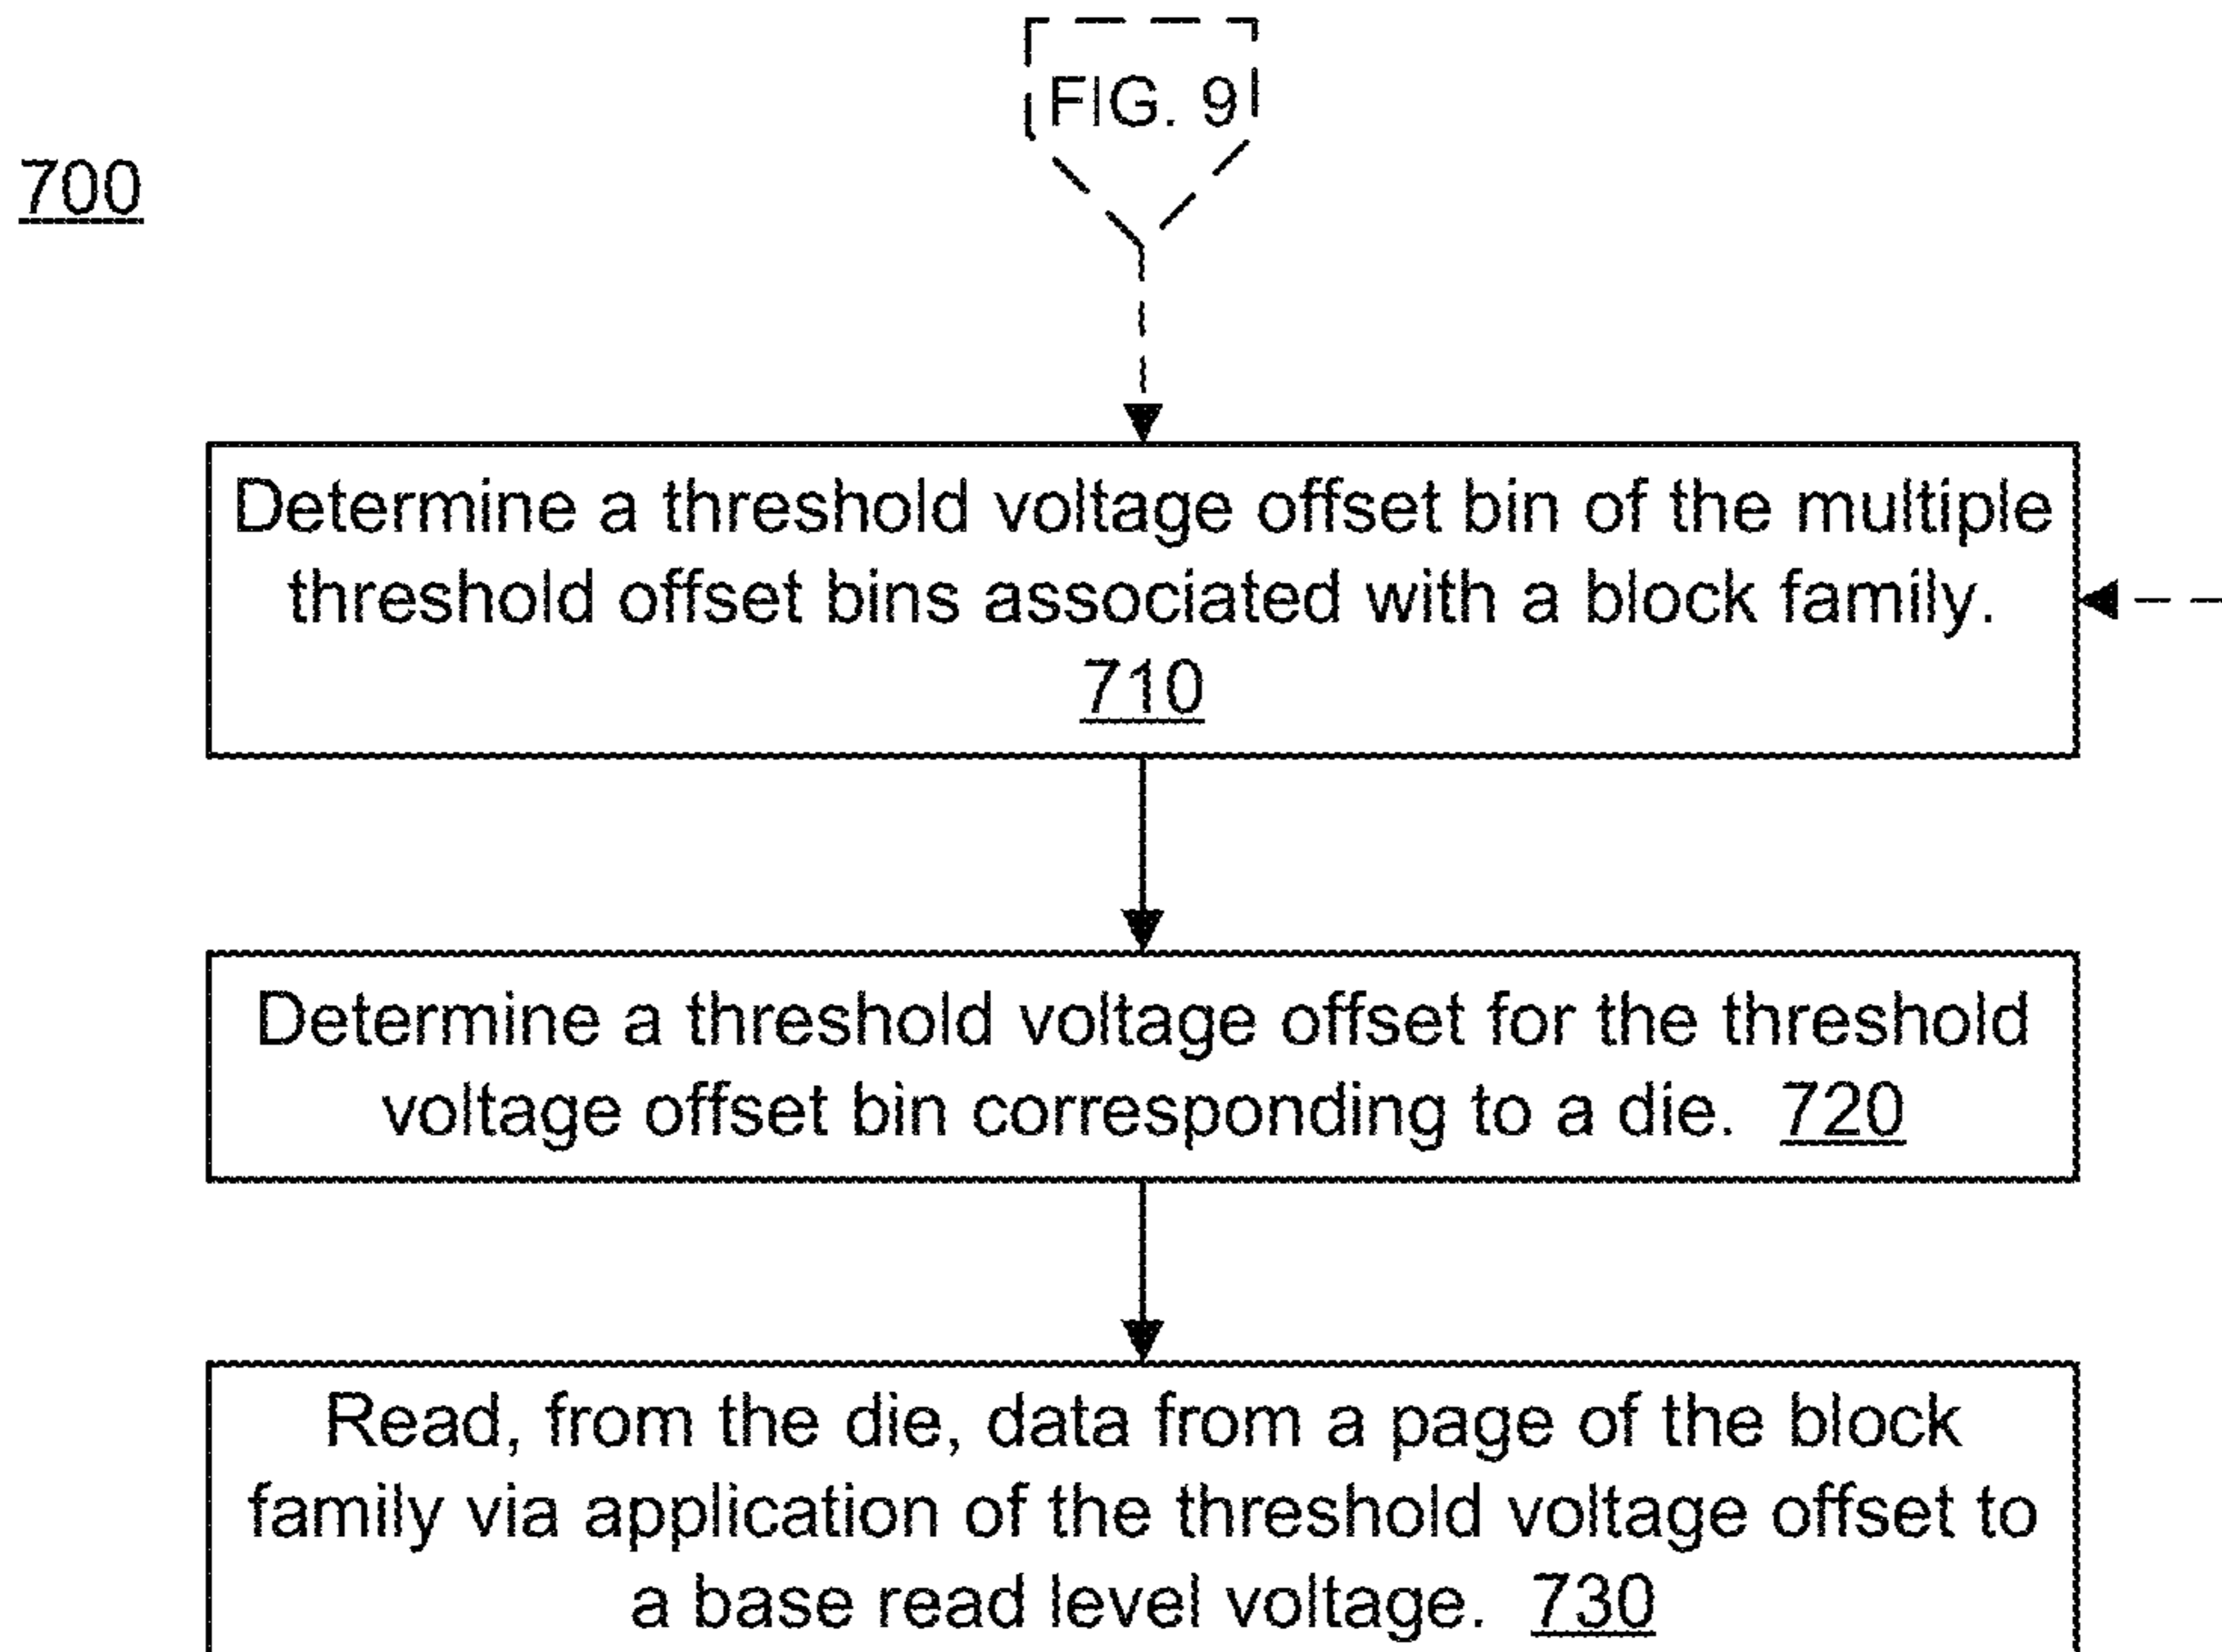 FIG. 9
700
Determine a threshold voltage offset bin of the multiple
threshold offset bins associated with a block family.
710
Determine a threshold voltage offset for the threshold
voltage offset bin corresponding to a die. 720
Read, from the die, data from a page of the block
family via application of the threshold voltage offset to
a base read level voltage. 730